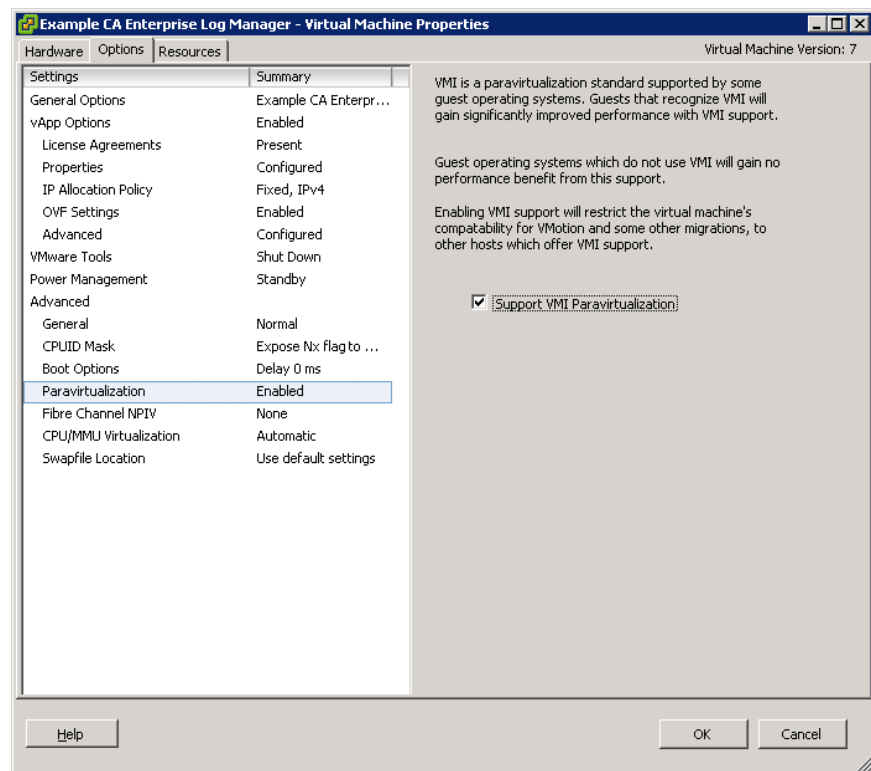 Example CA Enterprise Log Manager - Virtual Machine Properties
Hardware Options Resources Virtual Machine Version: 7
Settings Summary
General Options Example CA Enterpr...
vApp Options Enabled
License Agreements Present
Properties Configured
IP Allocation Policy Fixed, IPv4
OVF Settings Enabled
Advanced Configured
VMware Tools Shut Down
Power Management Standby
Advanced
General Normal
CPUID Mask Expose Nx flag to ...
Boot Options Delay 0 ms
Paravirtualization Enabled
Fibre Channel NPIV None
CPU/MMU Virtualization Automatic
Swapfile Location Use default settings
VMI is a paravirtualization standard supported by some
guest operating systems. Guests that recognize VMI will
gain significantly improved performance with VMI support.
Guest operating systems which do not use VMI will gain no
performance benefit from this support.
Enabling VMI support will restrict the virtual machine's
compatability for VMotion and some other migrations, to
other hosts which offer VMI support.
Support VMI Paravirtualization
Help OK Cancel